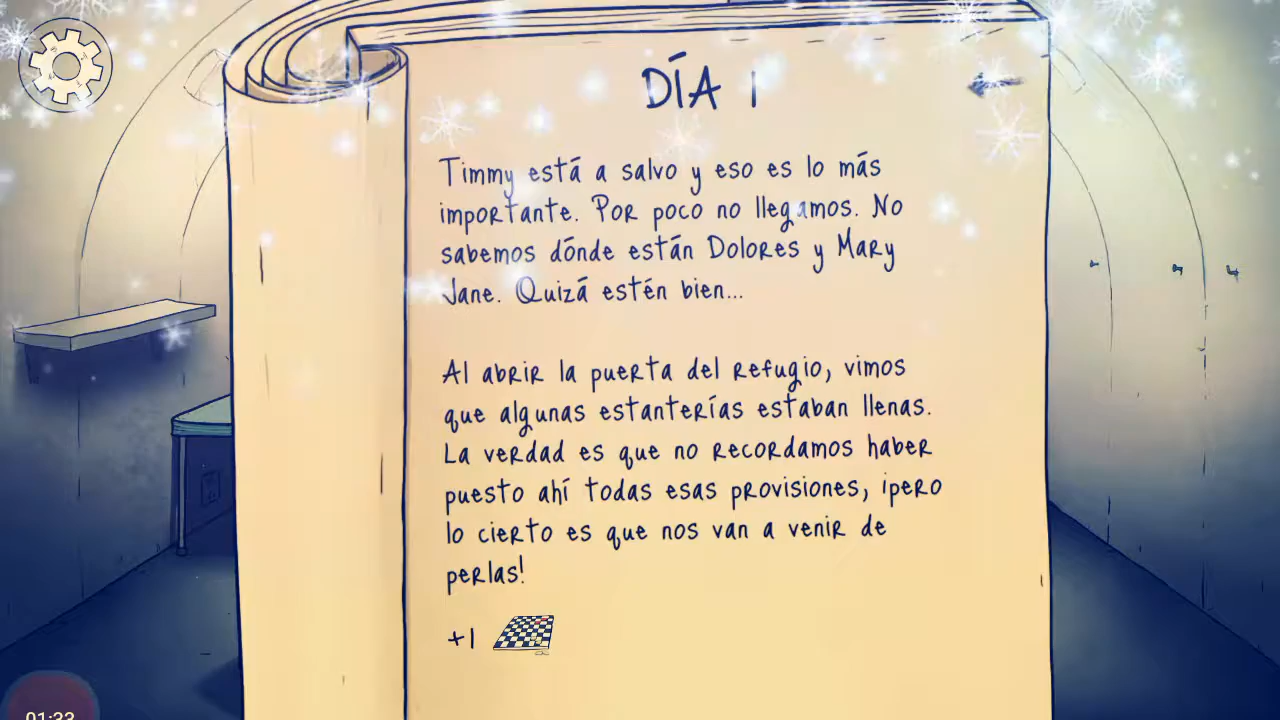 DÍA 1
Timmy está a salvo y eso es lo más
importante. Por poco no llegamos. No
sabemos dónde están Dolores y Mary
Jane. Quizá estén bien...
Al abrir la puerta del refugio, vimos
que algunas estanterías estaban llenas.
La verdad es que no recordamos haber
puesto ahí todas esas provisiones, ¡pero
lo cierto es que nos van a venir de
perlas!
+1
01:33